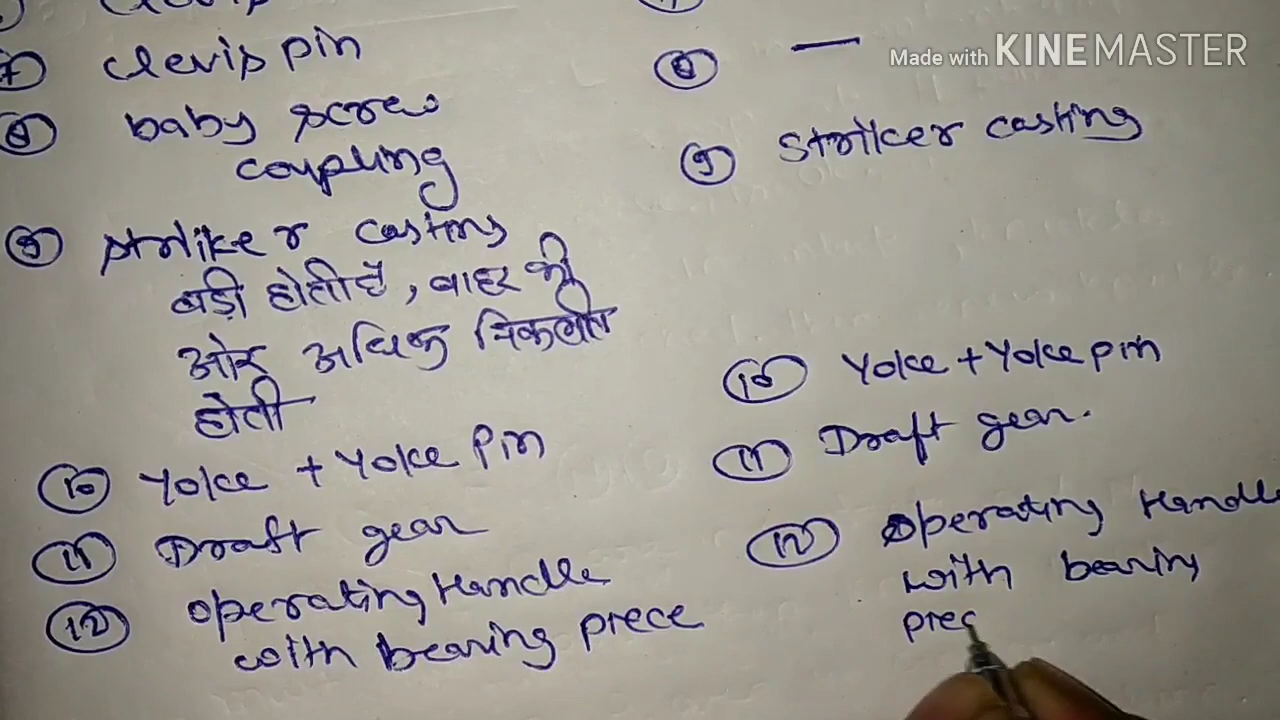 clevis
⑦ clevis pin
⑧ baby screw
coupling
⑨ striker casting
बड़ी होती है, बाहर की
ओर अधिक निकली
होती
⑩ Yoke + Yoke pin
⑪ Draft gear
⑫ operating Handle
with bearing piece
⑧ —
⑨ Striker casting
⑩ Yoke + Yoke pin
⑪ Draft gear.
⑫ operating Handle
with bearing
piec
Made with KINEMASTER